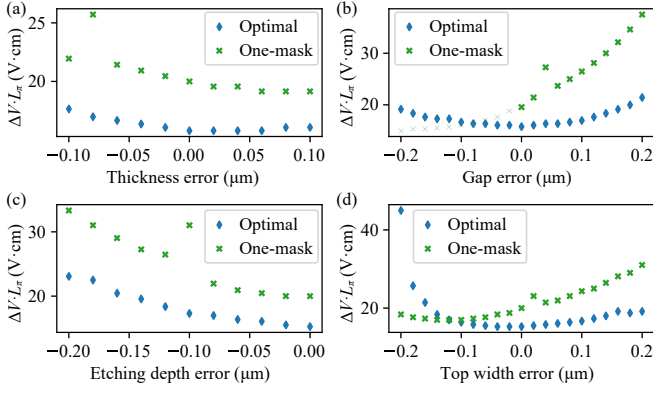 (a)
25
20
ΔV·Lπ (V·cm)
Optimal
One-mask
−0.10 −0.05 0.00 0.05 0.10
Thickness error (μm)
(b)
30
20
ΔV·Lπ (V·cm)
Optimal
One-mask
−0.2 −0.1 0.0 0.1 0.2
Gap error (μm)
(c)
30
20
ΔV·Lπ (V·cm)
Optimal
One-mask
−0.20 −0.15 −0.10 −0.05 0.00
Etching depth error (μm)
(d)
40
20
ΔV·Lπ (V·cm)
Optimal
One-mask
−0.2 −0.1 0.0 0.1 0.2
Top width error (μm)